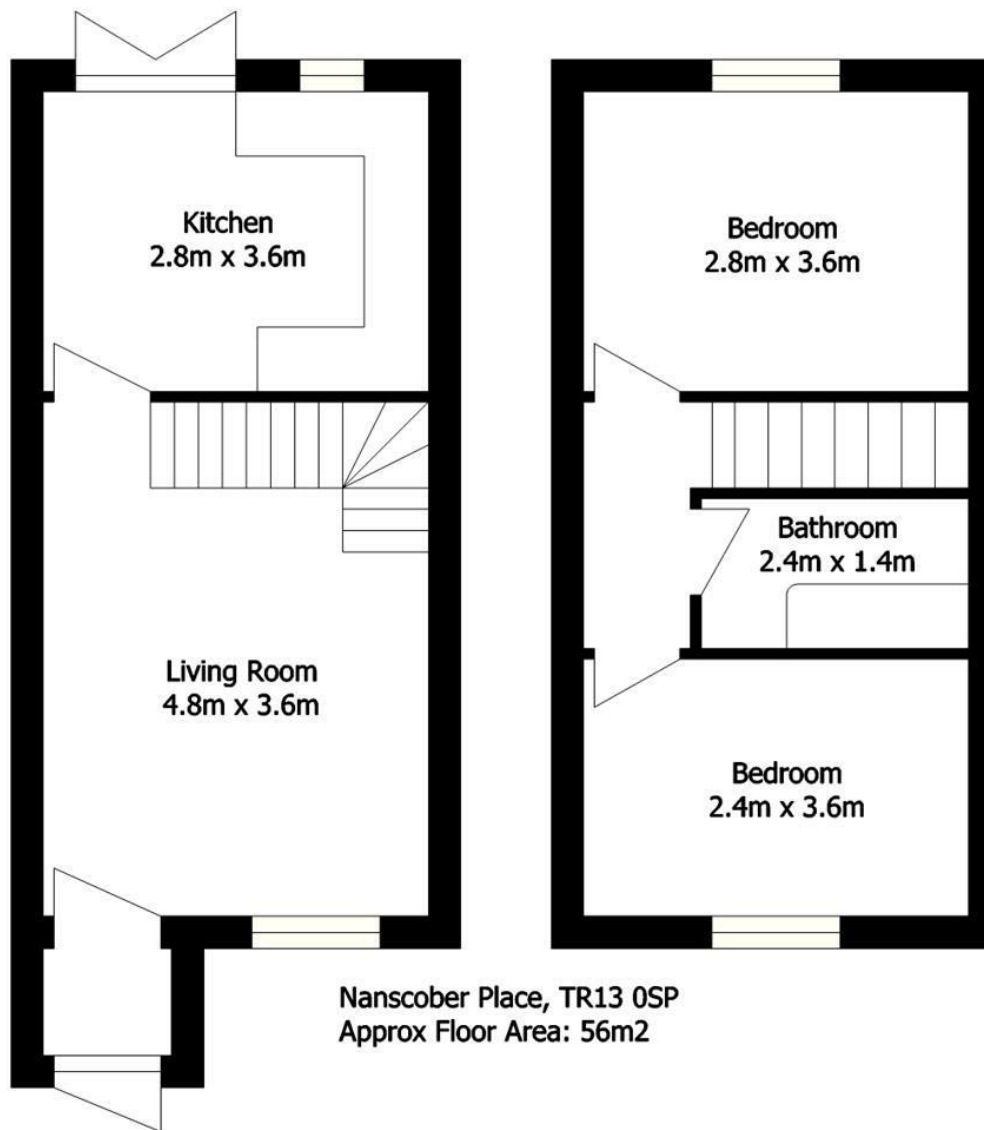 Kitchen
2.8m x 3.6m
Living Room
4.8m x 3.6m
Bedroom
2.8m x 3.6m
Bathroom
2.4m x 1.4m
Bedroom
2.4m x 3.6m
Nanscober Place, TR13 0SP
Approx Floor Area: 56m2